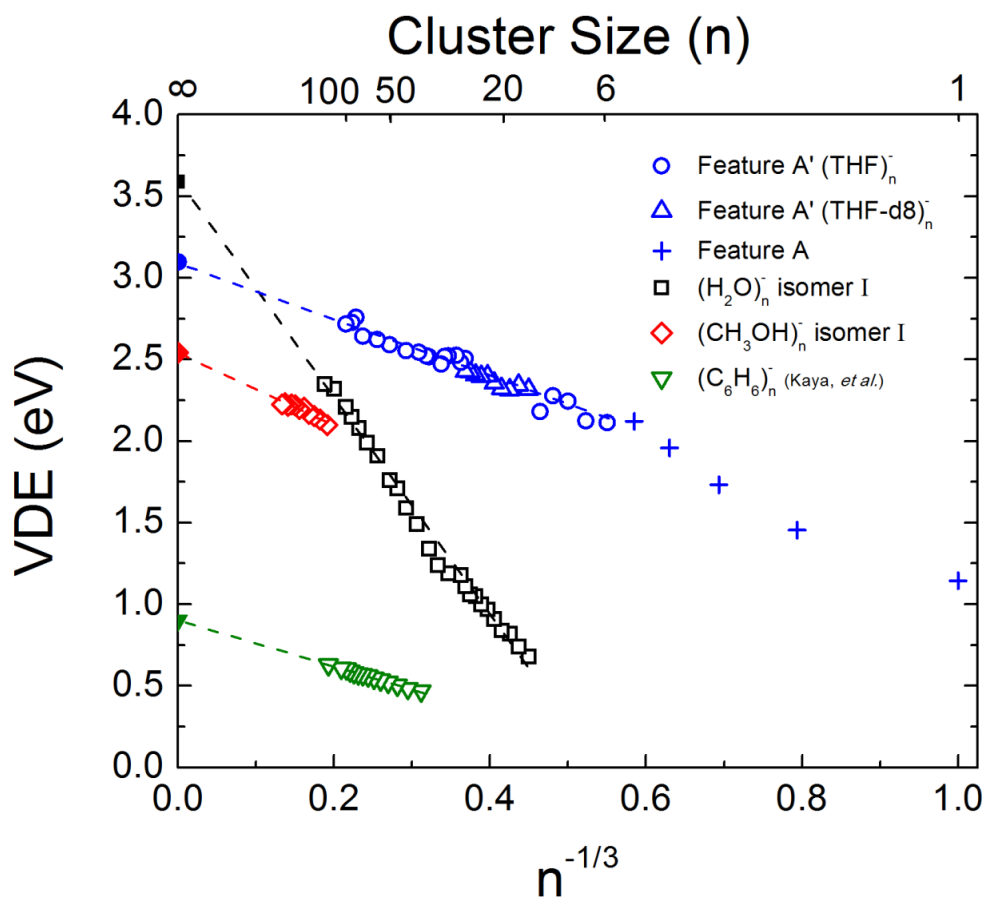 Cluster Size (n)
∞ 100 50 20 6 1
4.0
3.5
3.0
2.5
2.0
1.5
1.0
0.5
0.0
VDE (eV)
Feature A' (THF)n-
Feature A' (THF-d8)n-
Feature A
(H2O)n- isomer I
(CH3OH)n- isomer I
(C6H6)n- (Kaya, et al.)
0.0 0.2 0.4 0.6 0.8 1.0
n-1/3